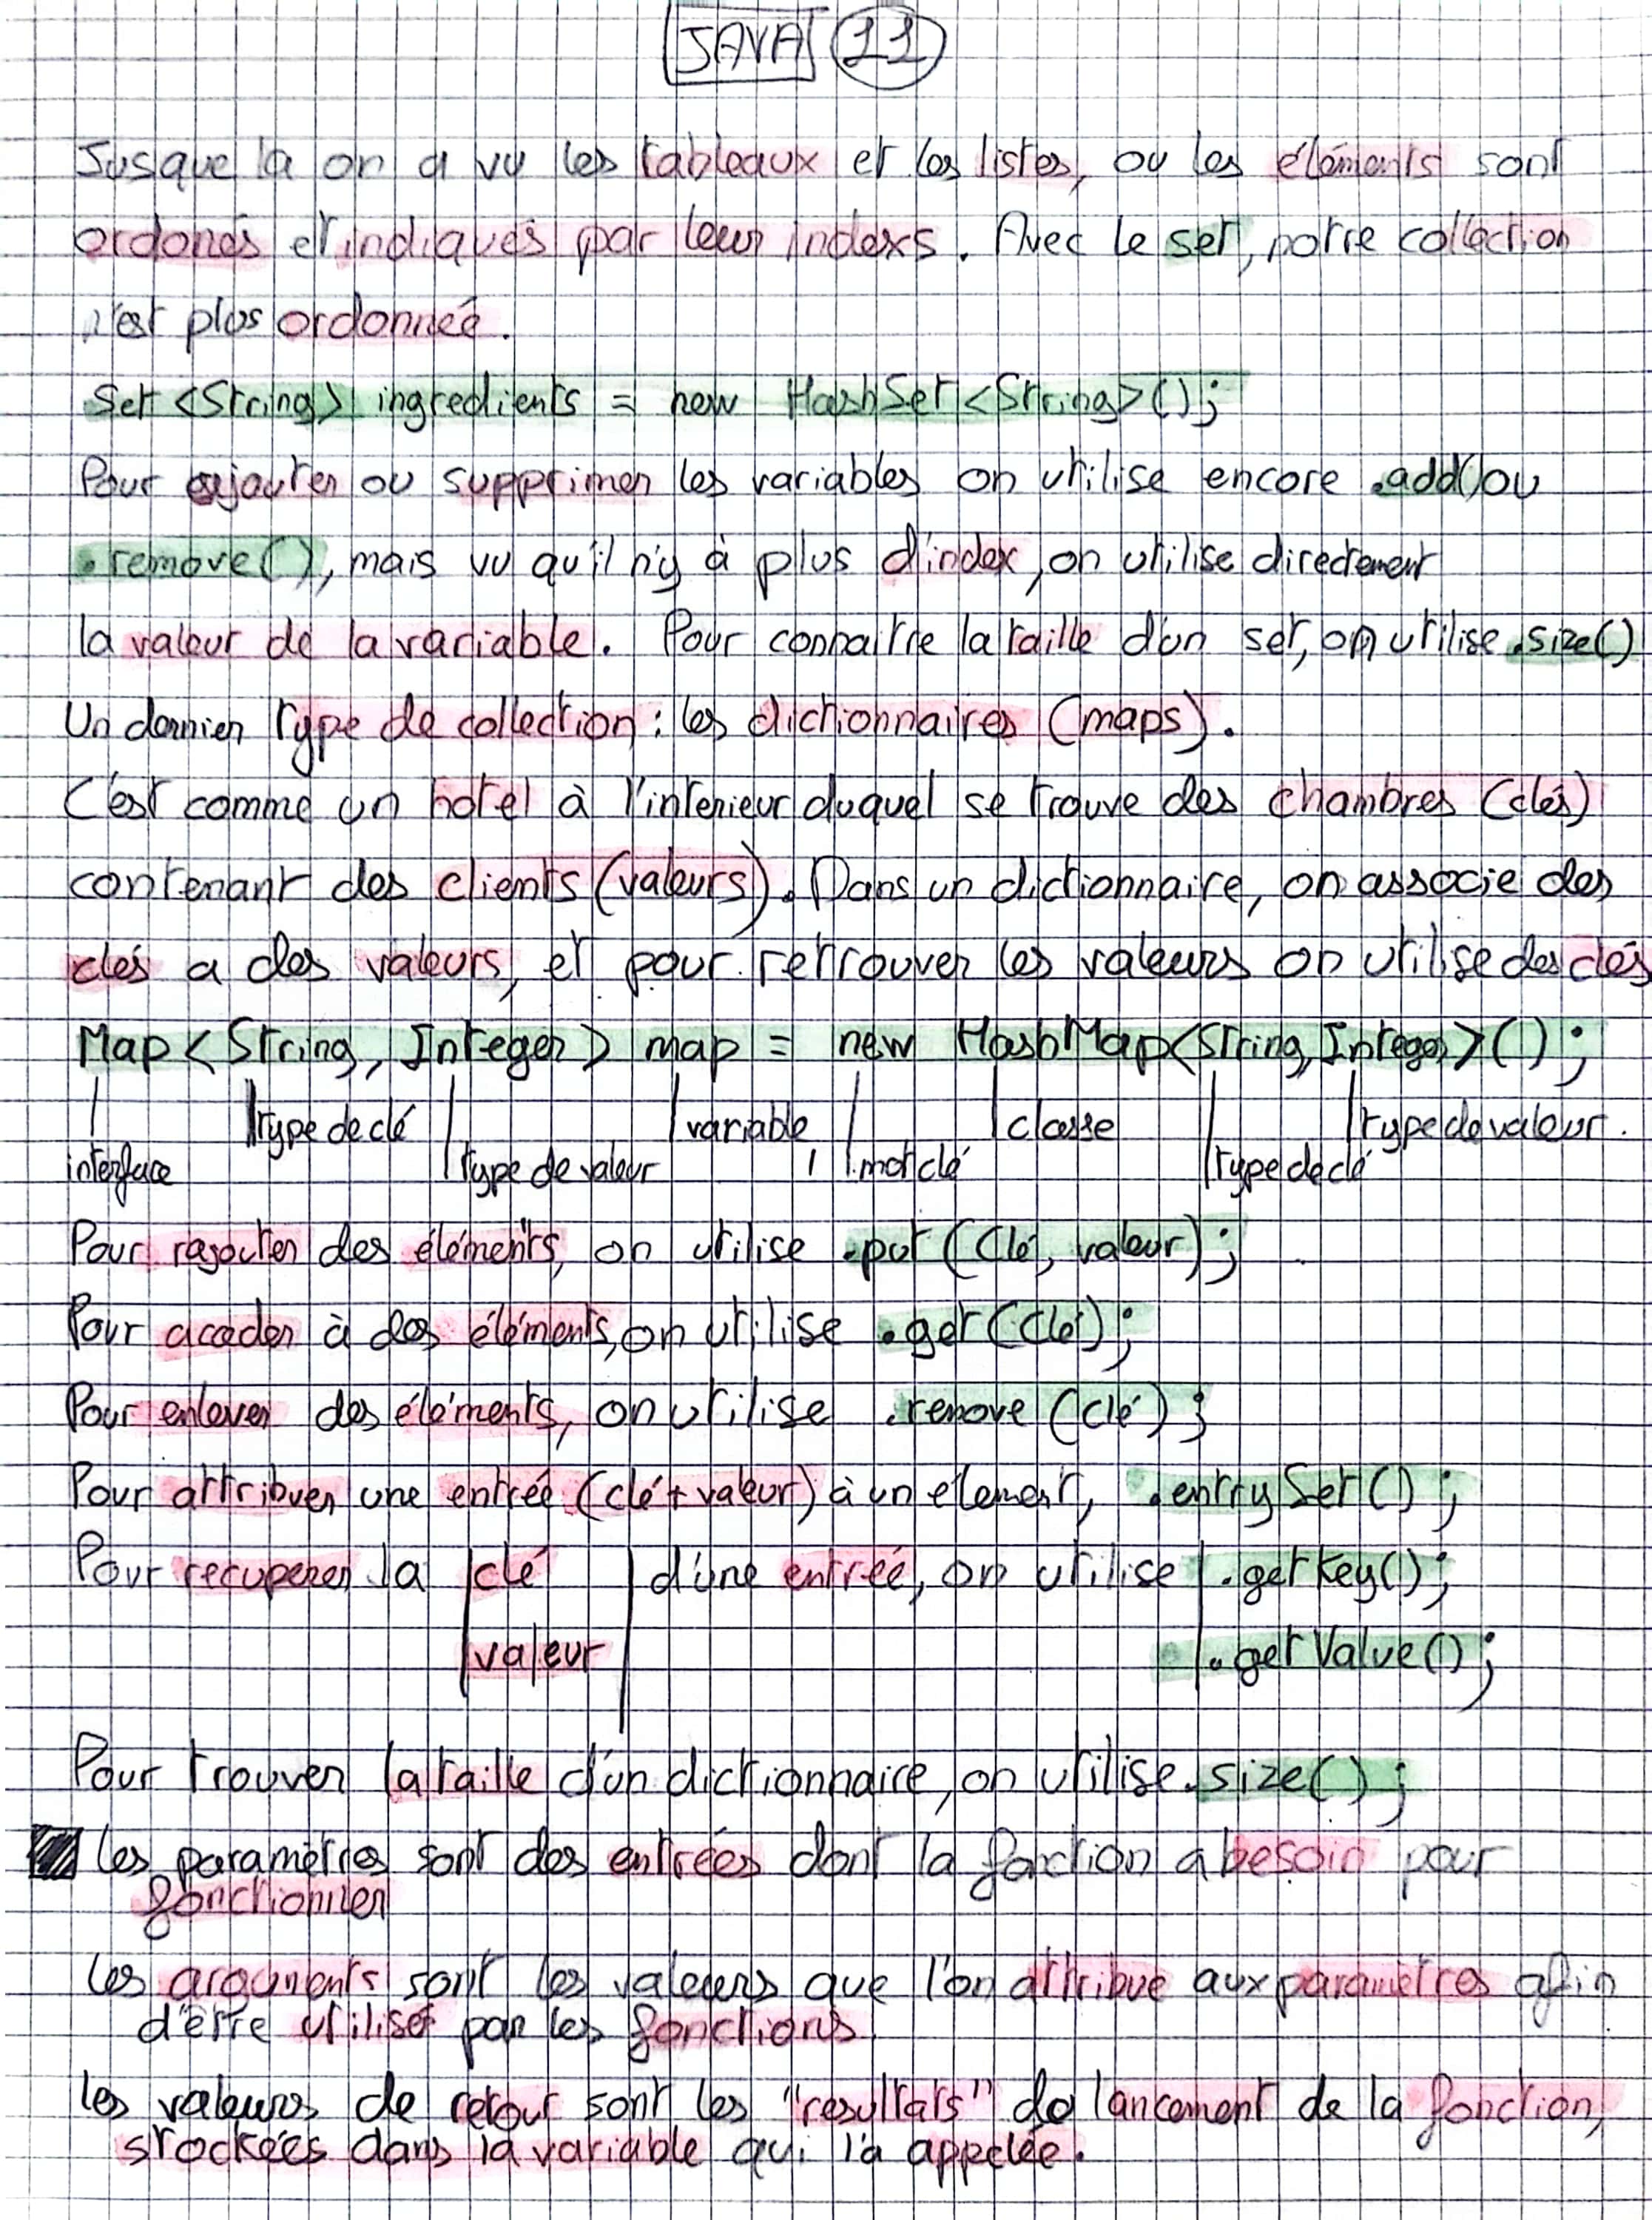 JAVA 11
Jusque la on a vu les tableaux et les listes, ou les éléments sont
ordonés et indiqués par leur indexs. Avec le set, notre collection
n'est plus ordonnée.
Set <String> ingredients = new HashSet <String>();
Pour ajouter ou supprimer les variables on utilise encore .add() ou
.remove(), mais vu qu'il n'y à plus d'index, on utilise directement
la valeur de la variable. Pour connaitre la taille d'un set, on utilise .size()
Un dernier type de collection : les dictionnaires (maps).
C'est comme un hotel à l'interieur duquel se trouve des chambres (clés)
contenant des clients (valeurs). Dans un dictionnaire, on associe des
clés a des valeurs, et pour retrouver les valeurs on utilise des clés
Map <String, Integer> map = new HashMap<String, Integer>();
type de clé variable classe type de valeur.
interface type de valeur mot clé type de clé
Pour rajouter des éléments, on utilise .put (Clé, valeur);
Pour acceder à des éléments, on utilise .get (Clé);
Pour enlever des éléments, on utilise .remove (clé);
Pour attribuer une entrée (clé + valeur) à un element, .entrySet();
Pour recuperer la clé d'une entrée, on utilise .getKey();
valeur .getValue();
Pour trouver la taille d'un dictionnaire, on utilise .size();
les paramètres sont des entrées dont la fonction a besoin pour
fonctionner
les arguments sont les valeurs que l'on attribue aux paramètres afin
d'être utilisé par les fonctions.
les valeurs de retour sont les "resultats" de lancement de la fonction,
stockées dans la variable qui l'a appelée.